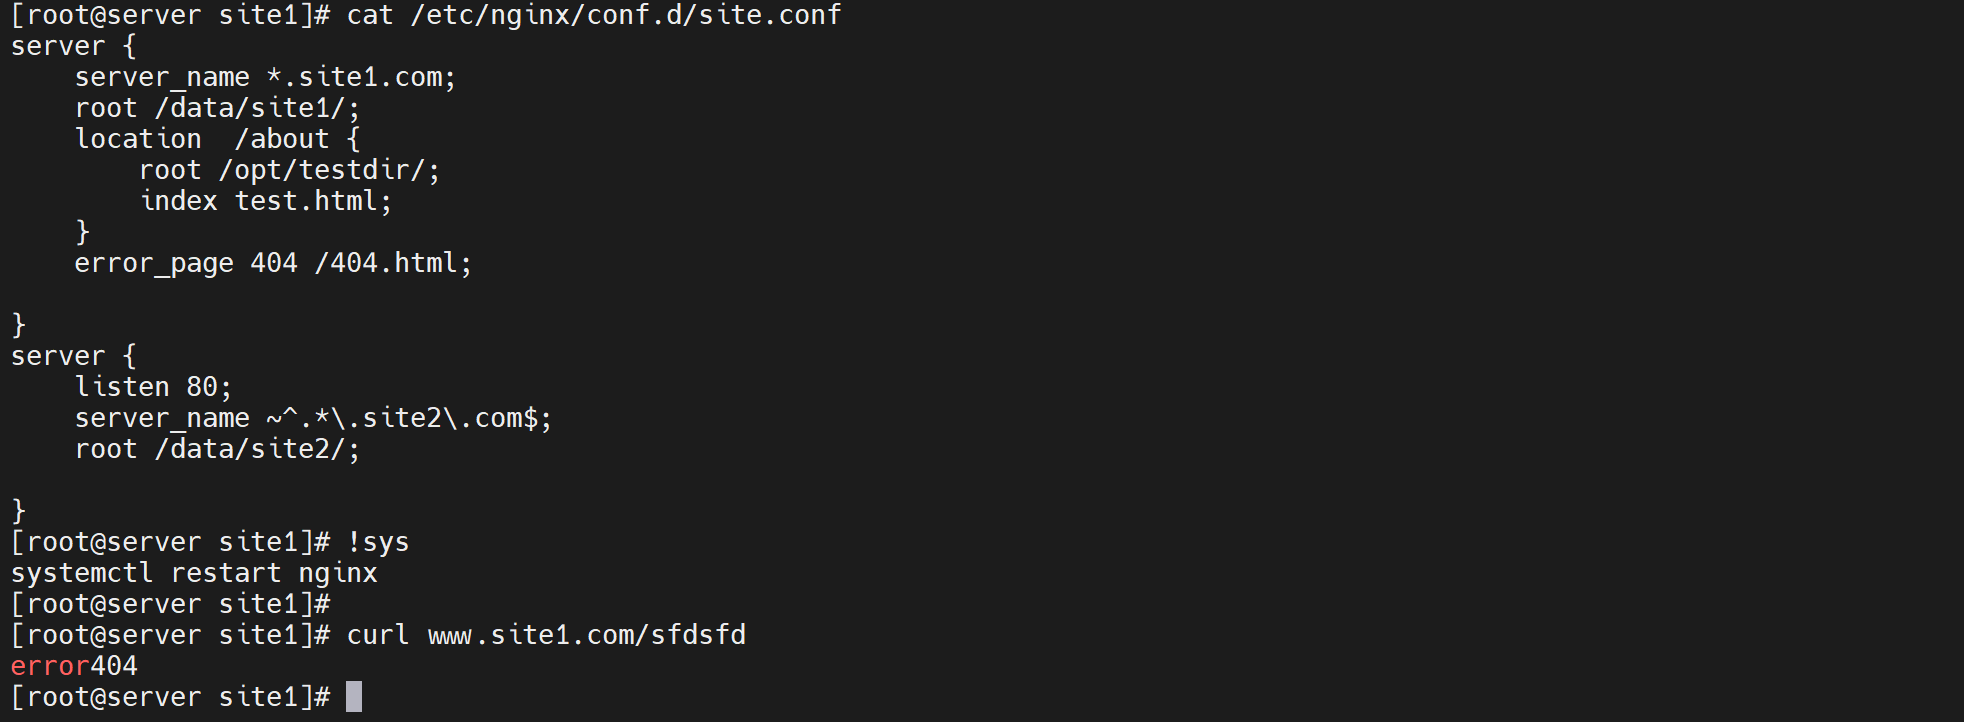 [root@server site1]# cat /etc/nginx/conf.d/site.conf
server {
    server_name *.site1.com;
    root /data/site1/;
    location  /about {
        root /opt/testdir/;
        index test.html;
    }
    error_page 404 /404.html;

}
server {
    listen 80;
    server_name ~^.*\.site2\.com$;
    root /data/site2/;

}
[root@server site1]# !sys
systemctl restart nginx
[root@server site1]#
[root@server site1]# curl www.site1.com/sfdsfd
error404
[root@server site1]#